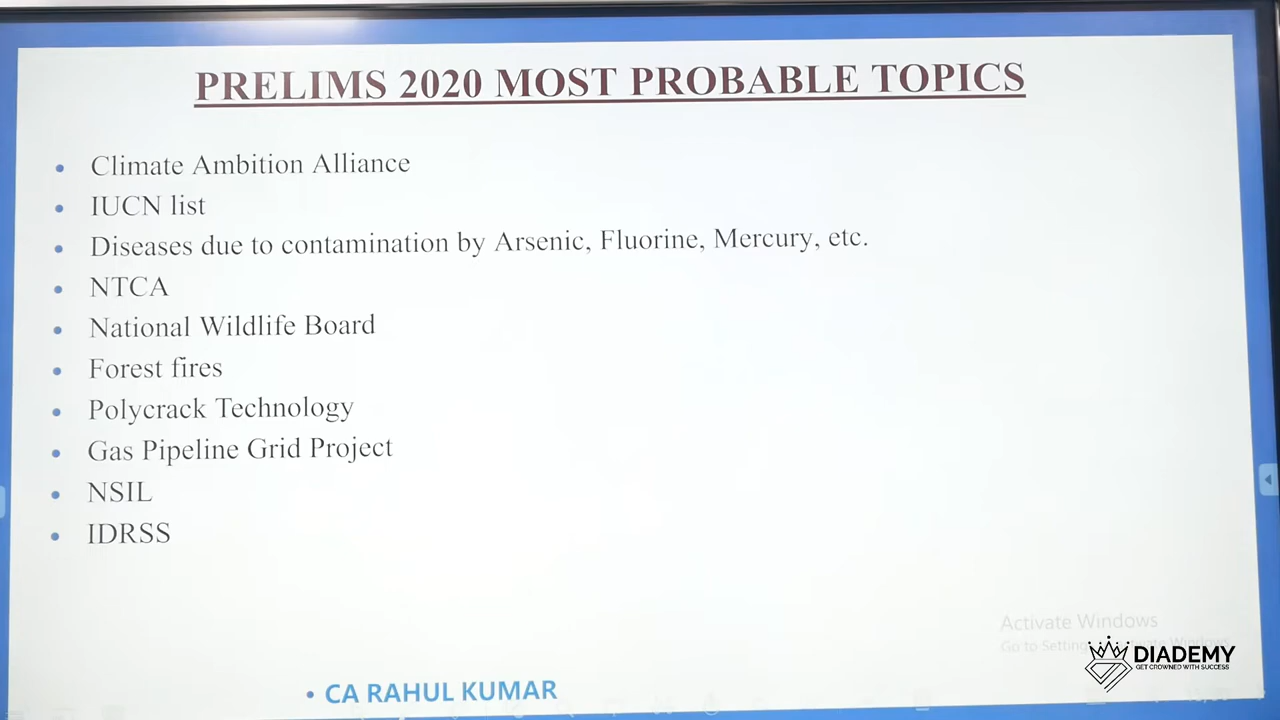 PRELIMS 2020 MOST PROBABLE TOPICS
• Climate Ambition Alliance
• IUCN list
• Diseases due to contamination by Arsenic, Fluorine, Mercury, etc.
• NTCA
• National Wildlife Board
• Forest fires
• Polycrack Technology
• Gas Pipeline Grid Project
• NSIL
• IDRSS
Activate Windows
Go to Settings Windows
DIADEMY
GET CROWNED WITH SUCCESS
• CA RAHUL KUMAR